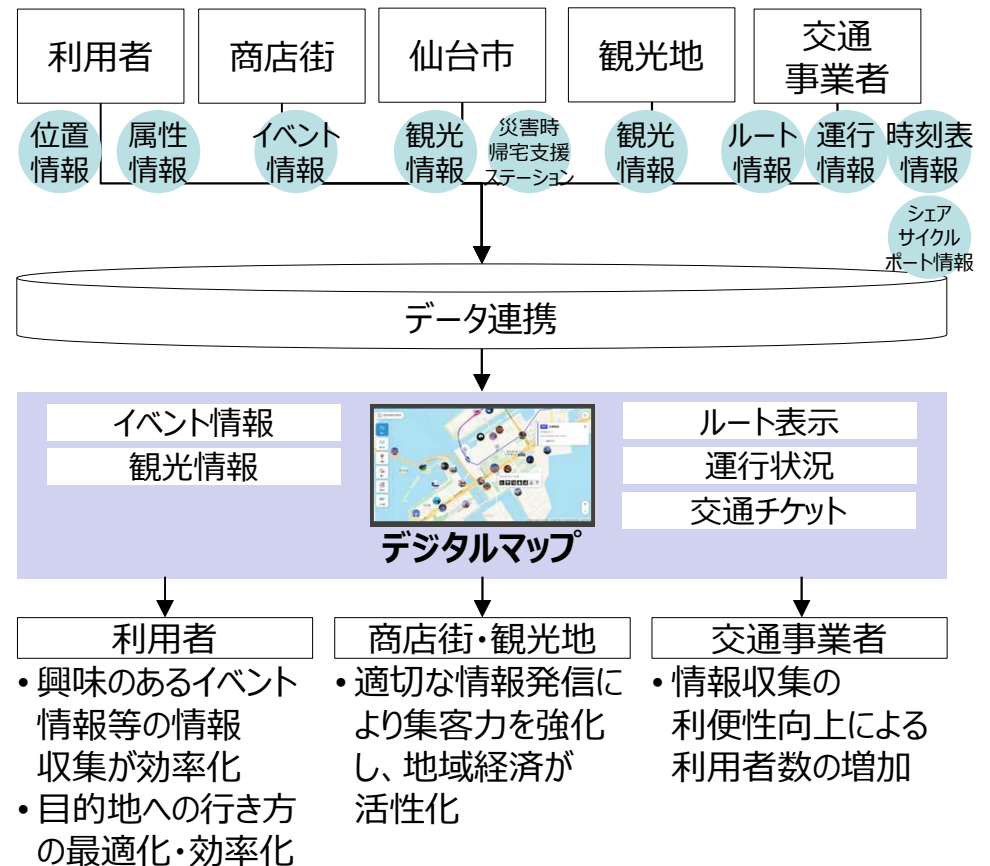 利用者
商店街
仙台市
観光地
交通
事業者
位置
情報
属性
情報
イベント
情報
観光
情報
災害時
帰宅支援
ステーション
観光
情報
ルート
情報
運行
情報
時刻表
情報
シェア
サイクル
ポート情報
データ連携
イベント情報
観光情報
デジタルマップ
ルート表示
運行状況
交通チケット
利用者
• 興味のあるイベント
情報等の情報
収集が効率化
• 目的地への行き方
の最適化・効率化
商店街・観光地
• 適切な情報発信に
より集客力を強化
し、地域経済が
活性化
交通事業者
• 情報収集の
利便性向上による
利用者数の増加